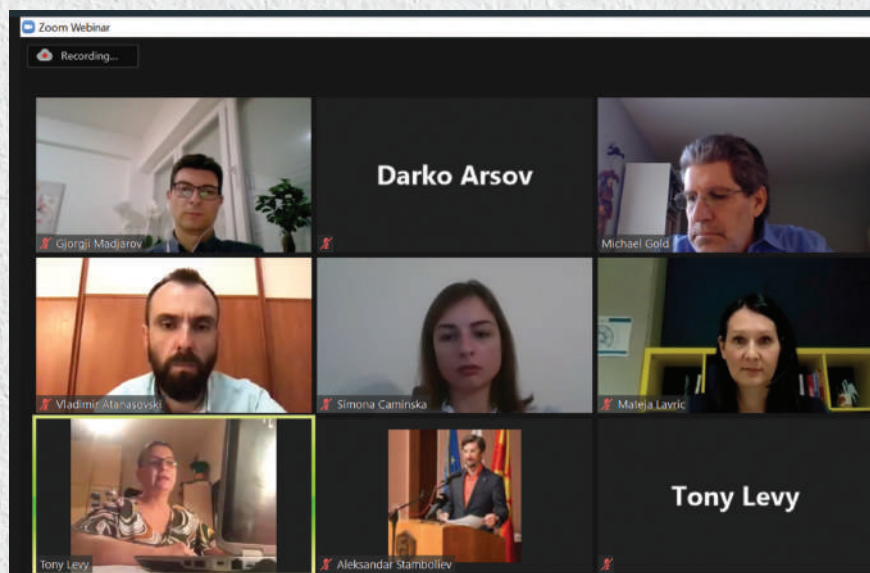 Zoom Webinar
Recording...
Darko Arsov
Gjorgji Madjarov
Michael Gold
Vladimir Atanasovski
Simona Caminska
Mateja Lavric
Tony Levy
Tony Levy
Aleksandar Stamboliev